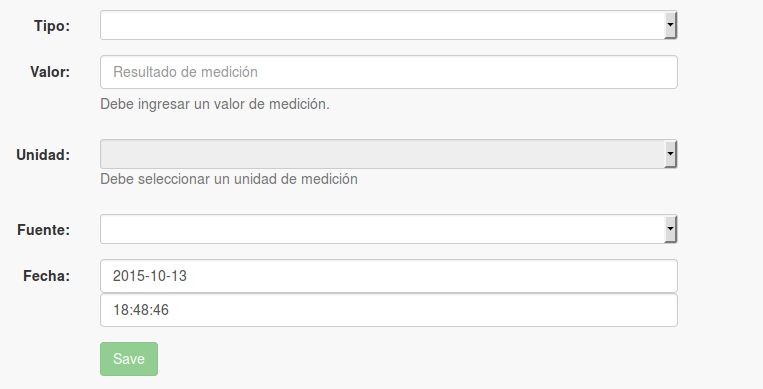 Tipo:
Valor: Resultado de medición
Debe ingresar un valor de medición.
Unidad:
Debe seleccionar un unidad de medición
Fuente:
Fecha: 2015-10-13
18:48:46
Save